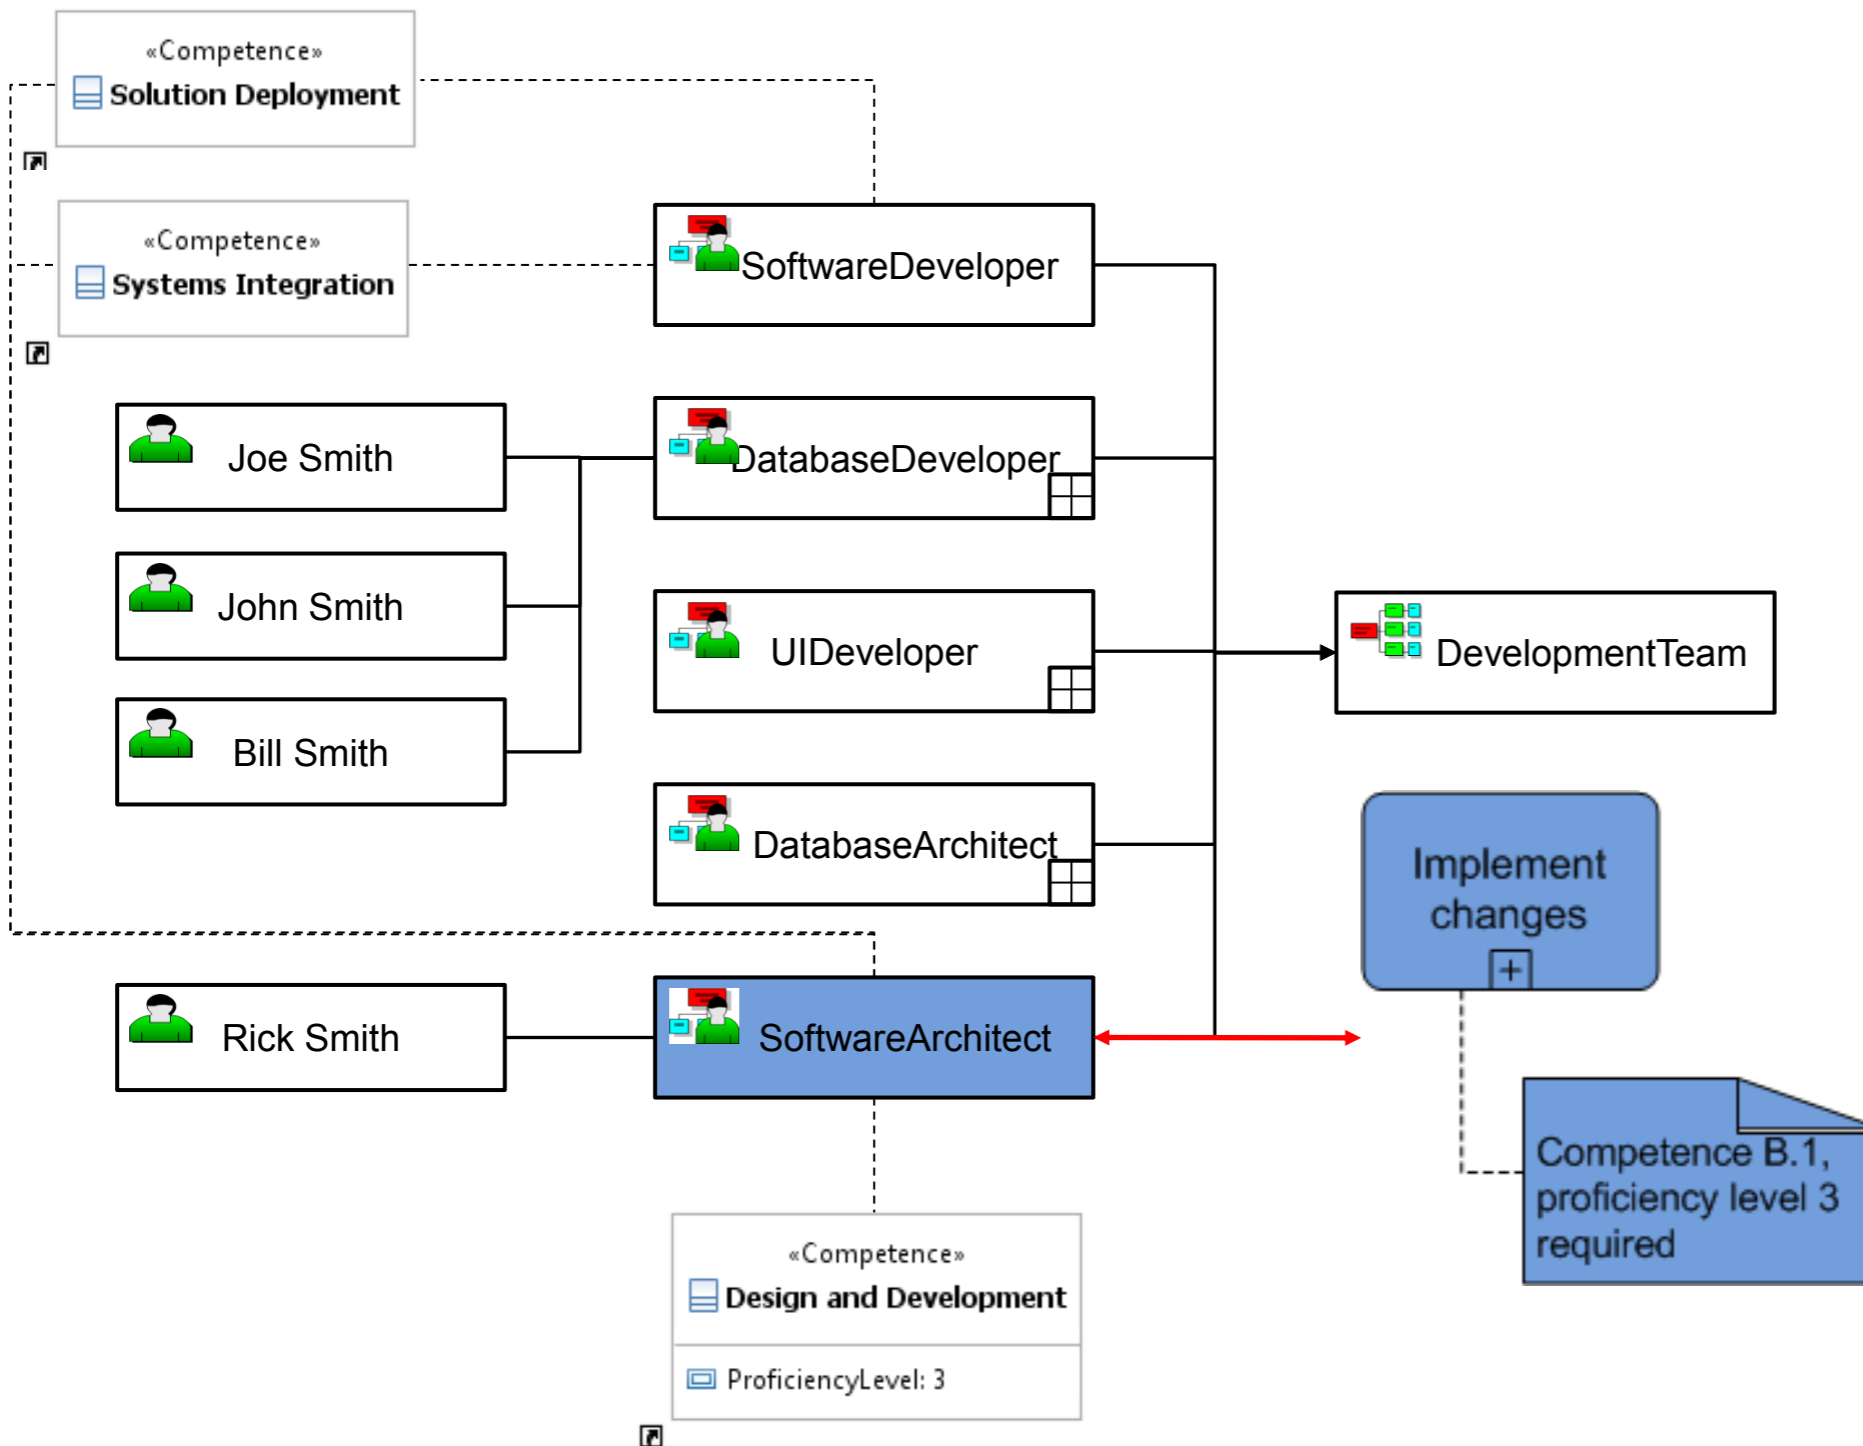 «Competence»
Solution Deployment
«Competence»
Systems Integration
SoftwareDeveloper
Joe Smith
DatabaseDeveloper
John Smith
UIDeveloper
DevelopmentTeam
Bill Smith
DatabaseArchitect
Implement
changes
+
Rick Smith
SoftwareArchitect
Competence B.1,
proficiency level 3
required
«Competence»
Design and Development
ProficiencyLevel: 3